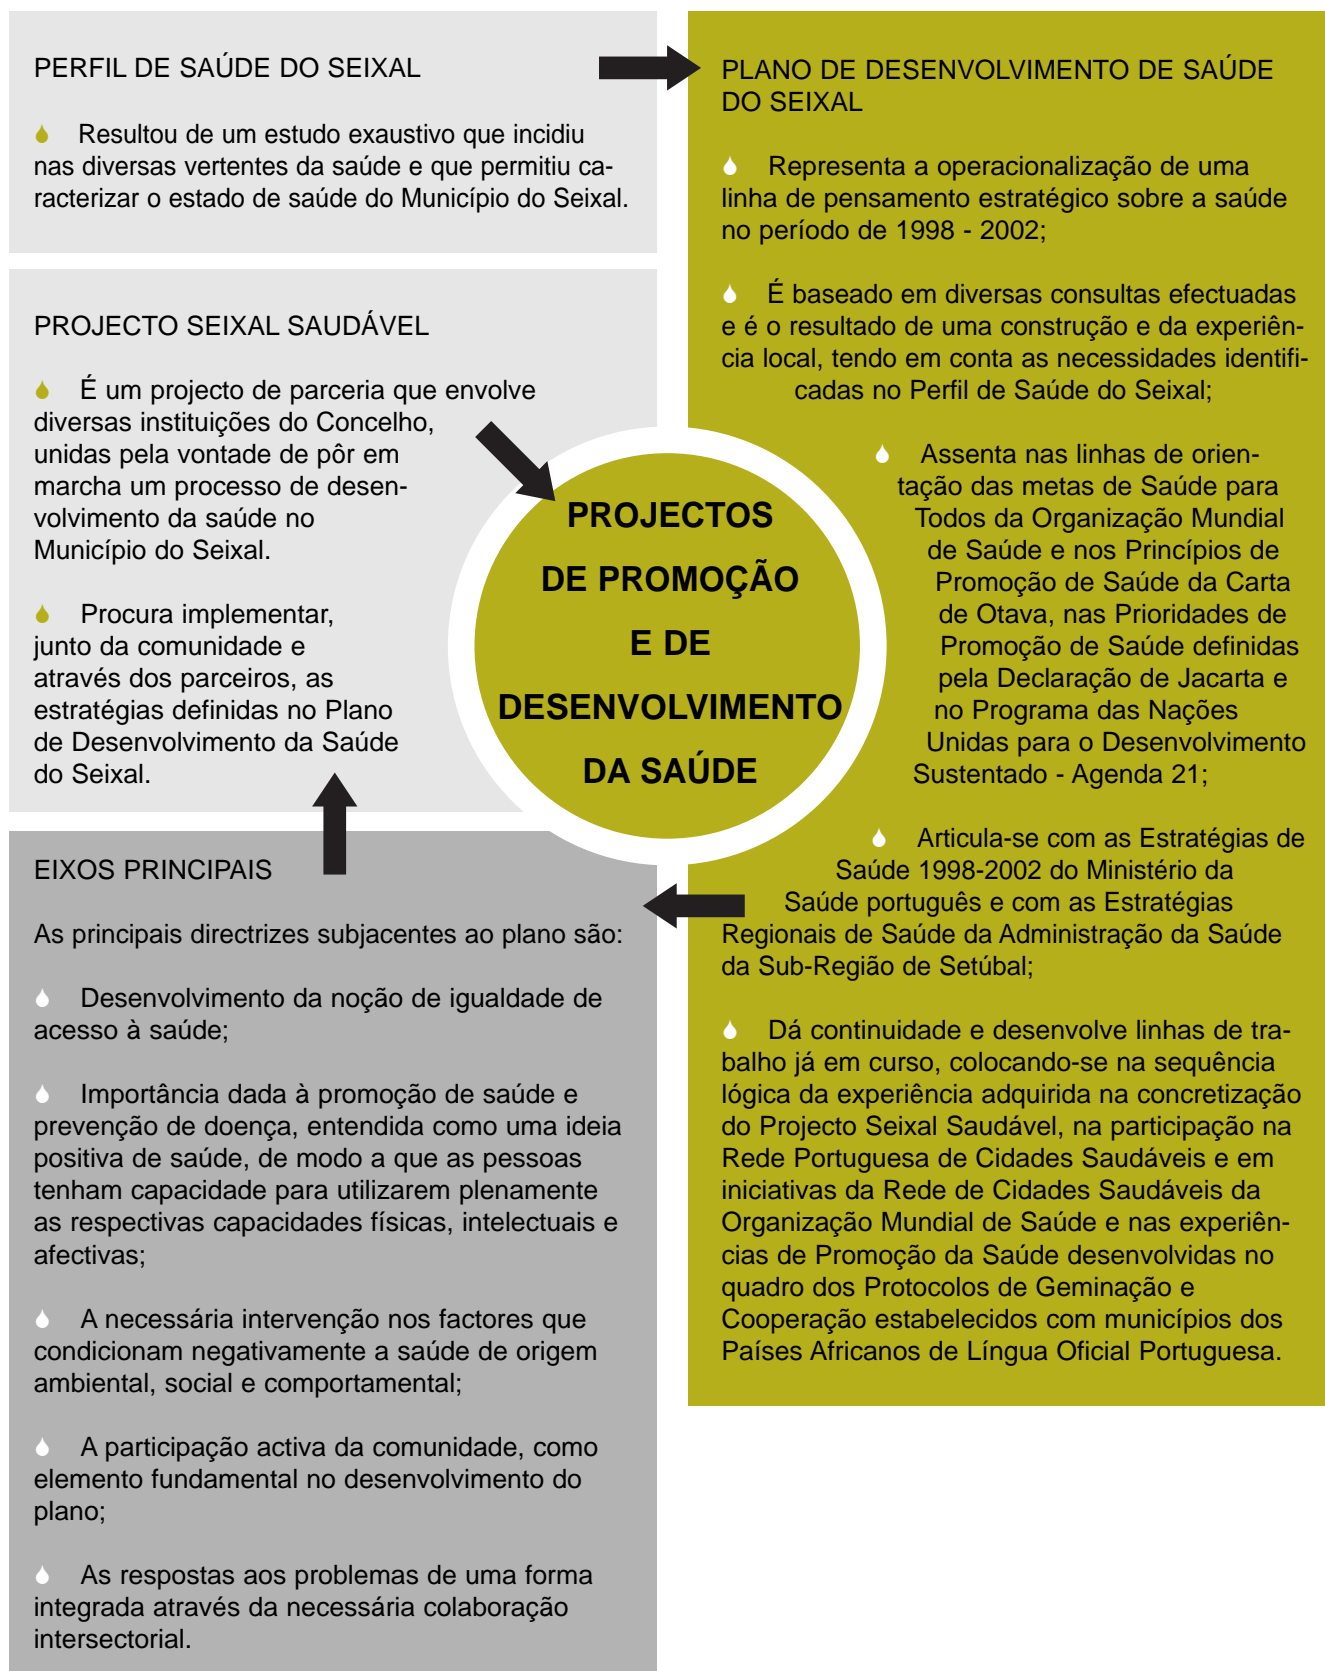 PERFIL DE SAÚDE DO SEIXAL
Resultou de um estudo exaustivo que incidiu
nas diversas vertentes da saúde e que permitiu ca-
racterizar o estado de saúde do Município do Seixal.
PLANO DE DESENVOLVIMENTO DE SAÚDE
DO SEIXAL
Representa a operacionalização de uma
linha de pensamento estratégico sobre a saúde
no período de 1998 - 2002;
É baseado em diversas consultas efectuadas
e é o resultado de uma construção e da experiên-
cia local, tendo em conta as necessidades identifi-
cadas no Perfil de Saúde do Seixal;
Assenta nas linhas de orien-
tação das metas de Saúde para
Todos da Organização Mundial
de Saúde e nos Princípios de
Promoção de Saúde da Carta
de Otava, nas Prioridades de
Promoção de Saúde definidas
pela Declaração de Jacarta e
no Programa das Nações
Unidas para o Desenvolvimento
Sustentado - Agenda 21;
Articula-se com as Estratégias de
Saúde 1998-2002 do Ministério da
Saúde português e com as Estratégias
Regionais de Saúde da Administração da Saúde
da Sub-Região de Setúbal;
Dá continuidade e desenvolve linhas de tra-
balho já em curso, colocando-se na sequência
lógica da experiência adquirida na concretização
do Projecto Seixal Saudável, na participação na
Rede Portuguesa de Cidades Saudáveis e em
iniciativas da Rede de Cidades Saudáveis da
Organização Mundial de Saúde e nas experiên-
cias de Promoção da Saúde desenvolvidas no
quadro dos Protocolos de Geminação e
Cooperação estabelecidos com municípios dos
Países Africanos de Língua Oficial Portuguesa.
EIXOS PRINCIPAIS
As principais directrizes subjacentes ao plano são:
Desenvolvimento da noção de igualdade de
acesso à saúde;
Importância dada à promoção de saúde e
prevenção de doença, entendida como uma ideia
positiva de saúde, de modo a que as pessoas
tenham capacidade para utilizarem plenamente
as respectivas capacidades físicas, intelectuais e
afectivas;
A necessária intervenção nos factores que
condicionam negativamente a saúde de origem
ambiental, social e comportamental;
A participação activa da comunidade, como
elemento fundamental no desenvolvimento do
plano;
As respostas aos problemas de uma forma
integrada através da necessária colaboração
intersectorial.
PROJECTO SEIXAL SAUDÁVEL
É um projecto de parceria que envolve
diversas instituições do Concelho,
unidas pela vontade de pôr em
marcha um processo de desen-
volvimento da saúde no
Município do Seixal.
Procura implementar,
junto da comunidade e
através dos parceiros, as
estratégias definidas no Plano
de Desenvolvimento da Saúde
do Seixal.
PROJECTOS
DE PROMOÇÃO
E DE
DESENVOLVIMENTO
DA SAÚDE